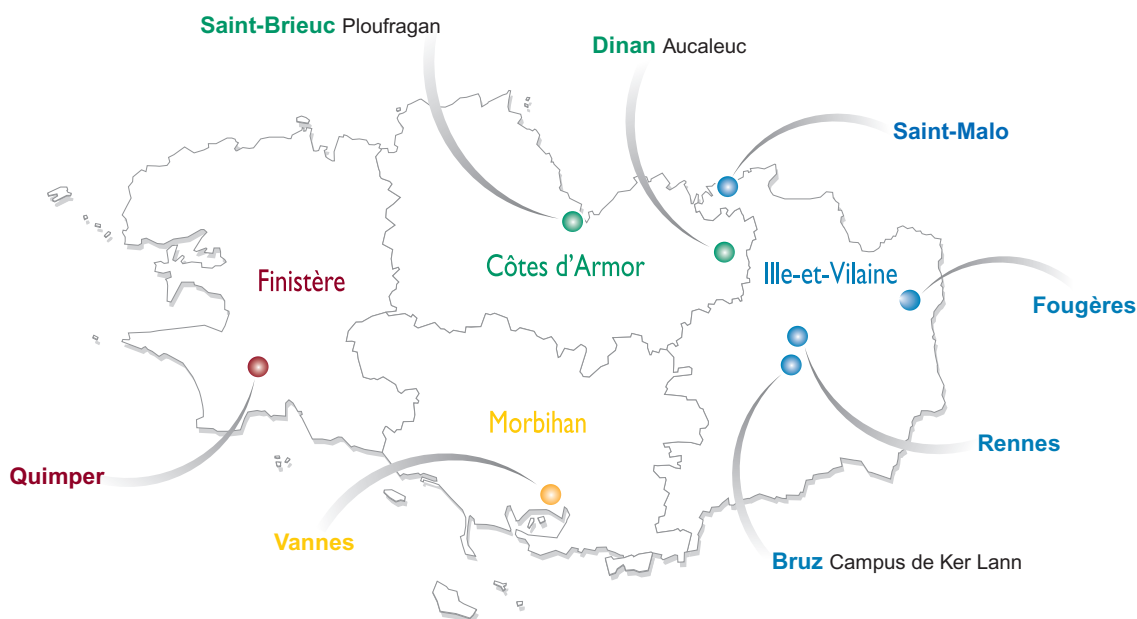 Saint-Brieuc Ploufragan
Dinan Aucaleuc
Saint-Malo
Côtes d'Armor
Ille-et-Vilaine
Finistère
Fougères
Morbihan
Rennes
Quimper
Vannes
Bruz Campus de Ker Lann